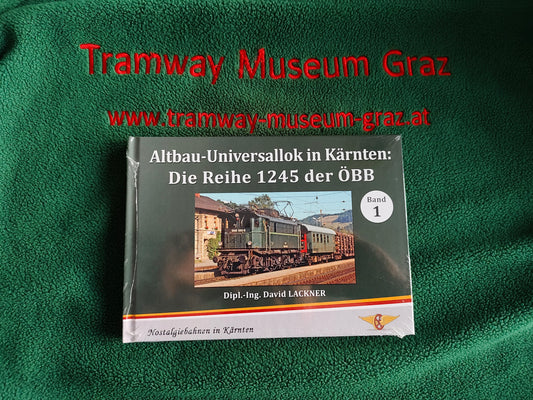 Tramway Museum Graz
www.tramway-museum-graz.at
Altbau-Universallok in Kärnten:
Die Reihe 1245 der ÖBB
Band
1
Dipl.-Ing. David LACKNER
Nostalgiebahnen in Kärnten